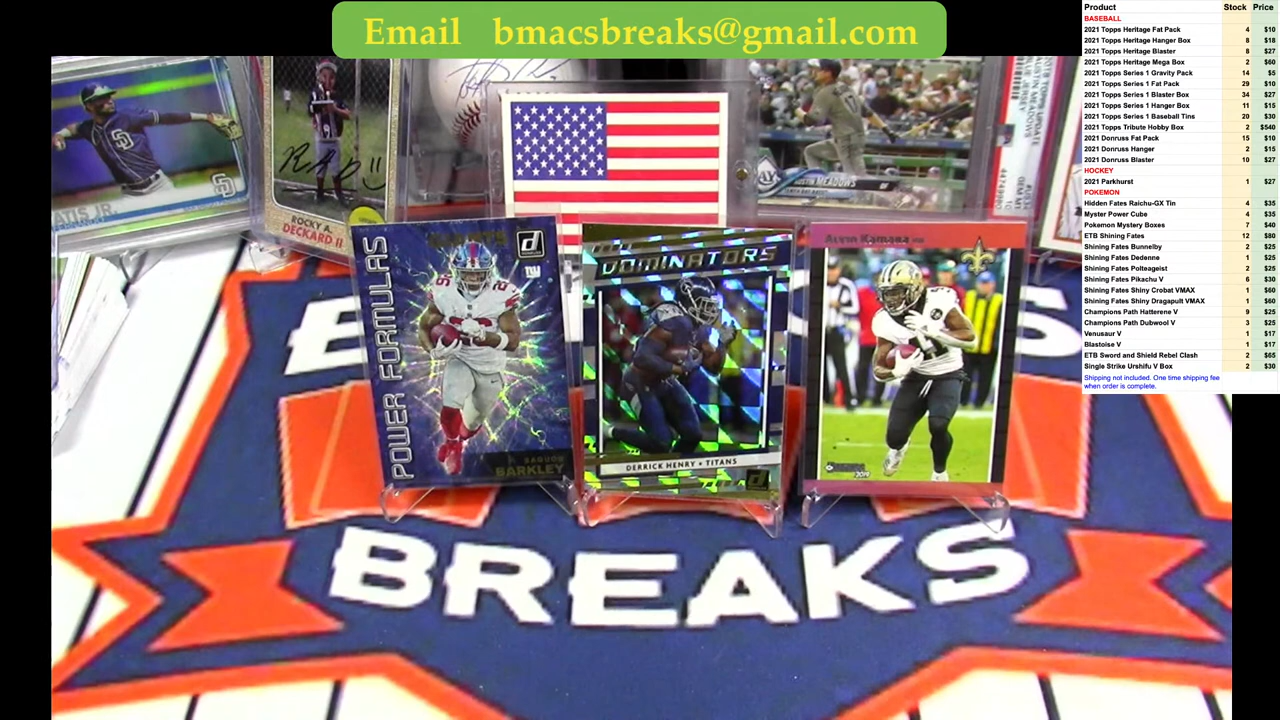 Email bmacsbreaks@gmail.com
Product Stock Price
BASEBALL
2021 Topps Heritage Fat Pack 4 $10
2021 Topps Heritage Hanger Box 8 $18
2021 Topps Heritage Blaster 8 $27
2021 Topps Heritage Mega Box 2 $60
2021 Topps Series 1 Gravity Pack 14 $5
2021 Topps Series 1 Fat Pack 29 $10
2021 Topps Series 1 Blaster Box 34 $27
2021 Topps Series 1 Hanger Box 11 $15
2021 Topps Series 1 Baseball Tins 20 $30
2021 Topps Tribute Hobby Box 2 $540
2021 Donruss Fat Pack 15 $10
2021 Donruss Hanger 2 $15
2021 Donruss Blaster 10 $27
HOCKEY
2021 Parkhurst 1 $27
POKEMON
Hidden Fates Raichu-GX Tin 4 $35
Myster Power Cube 4 $35
Pokemon Mystery Boxes 7 $40
ETB Shining Fates 12 $80
Shining Fates Bunnelby 2 $25
Shining Fates Dedenne 1 $25
Shining Fates Polteageist 2 $25
Shining Fates Pikachu V 6 $30
Shining Fates Shiny Crobat VMAX 1 $60
Shining Fates Shiny Dragapult VMAX 1 $60
Champions Path Hatterene V 9 $25
Champions Path Dubwool V 3 $25
Venusaur V 1 $17
Blastoise V 1 $17
ETB Sword and Shield Rebel Clash 2 $65
Single Strike Urshifu V Box 2 $30
Shipping not included. One time shipping fee
when order is complete.
SD
ROCKY A.
DECKARD II
AUSTIN MEADOWS
POWER FORMULAS
SAQUON
BARKLEY
DOMINATORS
DERRICK HENRY • TITANS
Alvin Kamara
BREAKS